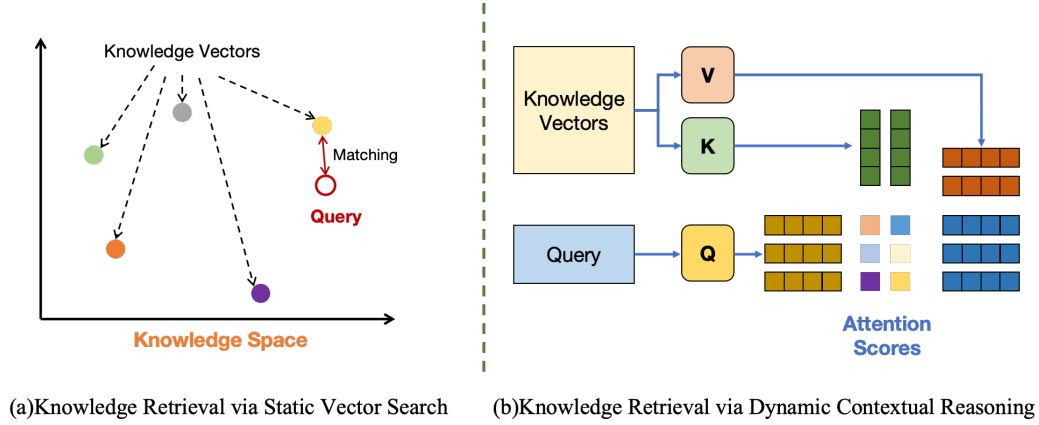 Knowledge Vectors
Matching
Query
Knowledge Space
(a)Knowledge Retrieval via Static Vector Search
Knowledge
Vectors
V
K
Query
Q
Attention
Scores
(b)Knowledge Retrieval via Dynamic Contextual Reasoning